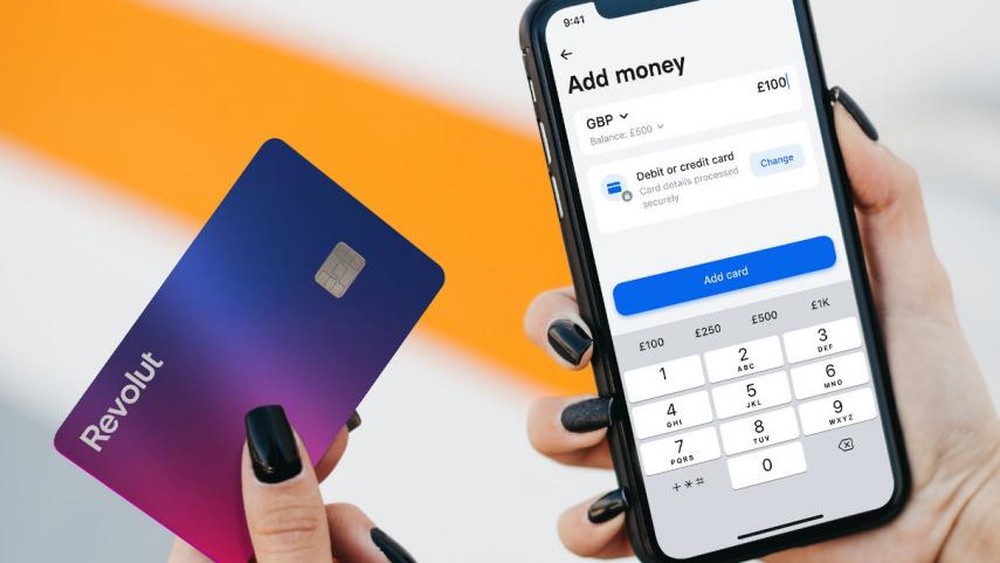 Revolut
9:41
Add money
GBP
£100
Balance: £500
Debit or credit card
Card details processed
securely
Change
Add card
£100 £250 £500 £1K
1 2 3
ABC DEF
4 5 6
GHI JKL MNO
7 8 9
PQRS TUV WXYZ
+*# 0